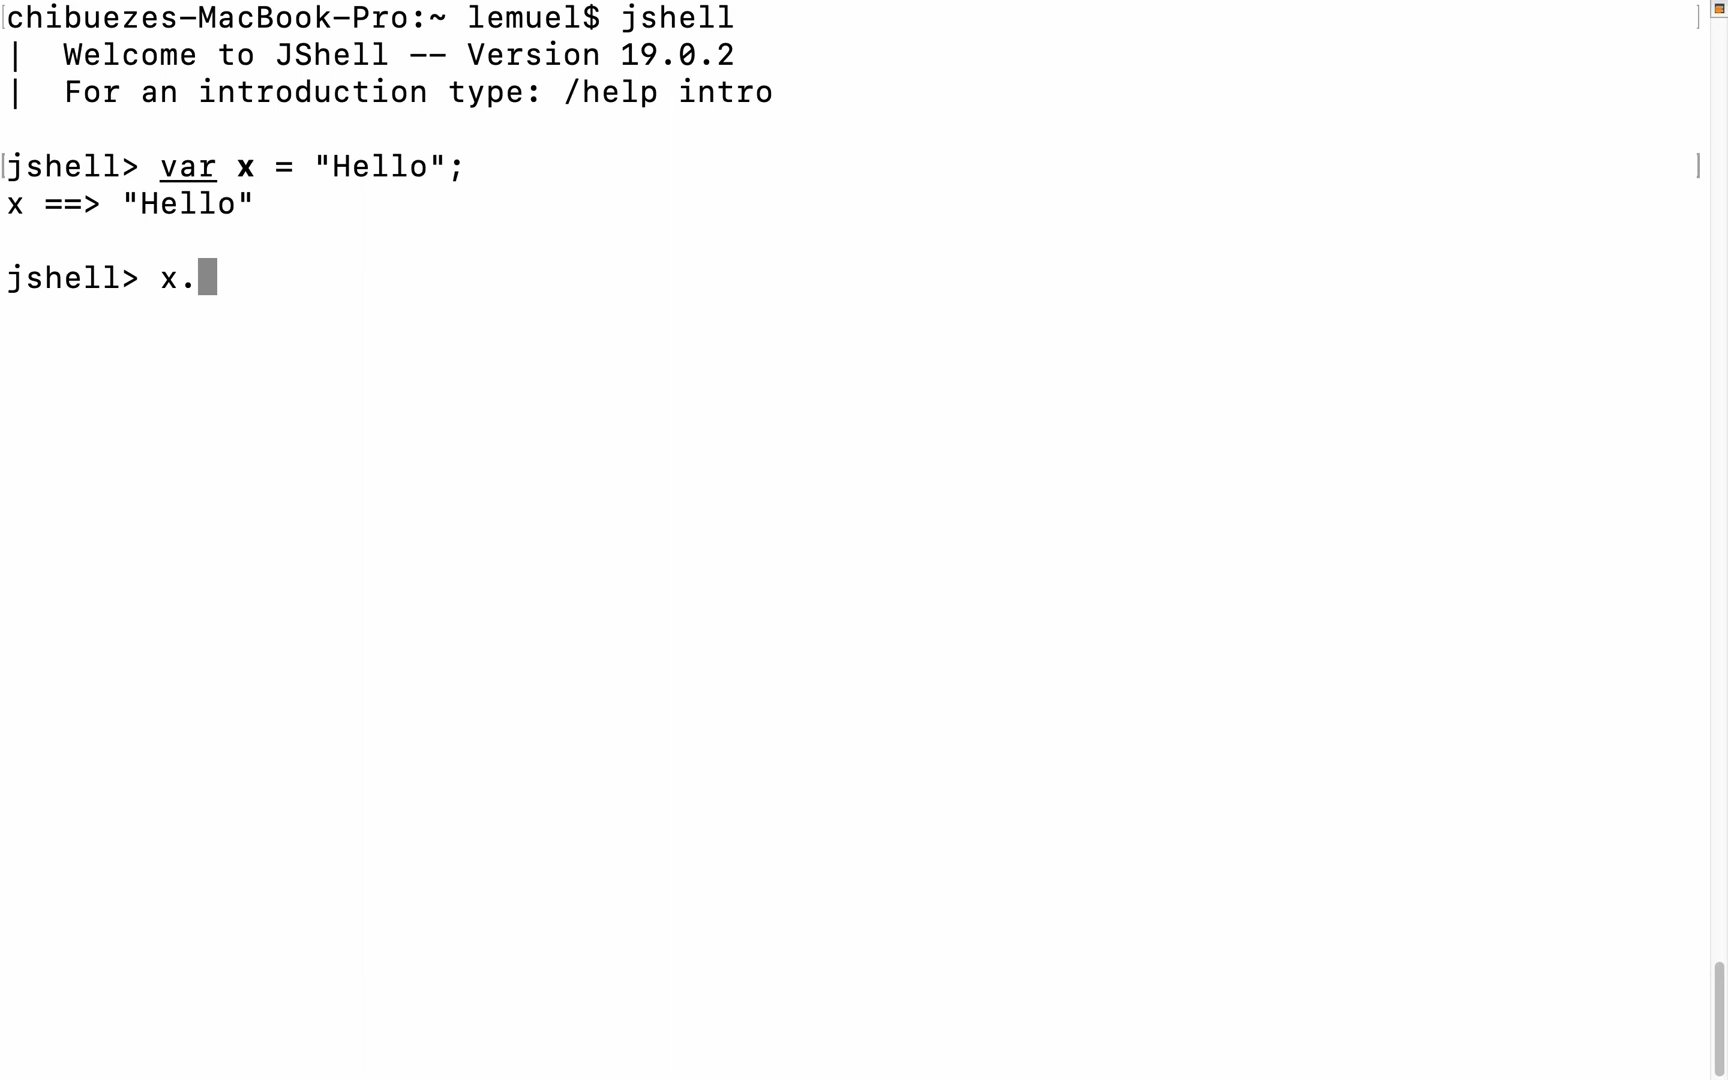 chibuezes-MacBook-Pro:~ lemuel$ jshell
|  Welcome to JShell -- Version 19.0.2
|  For an introduction type: /help intro
jshell> var x = "Hello";
x ==> "Hello"
jshell> x.